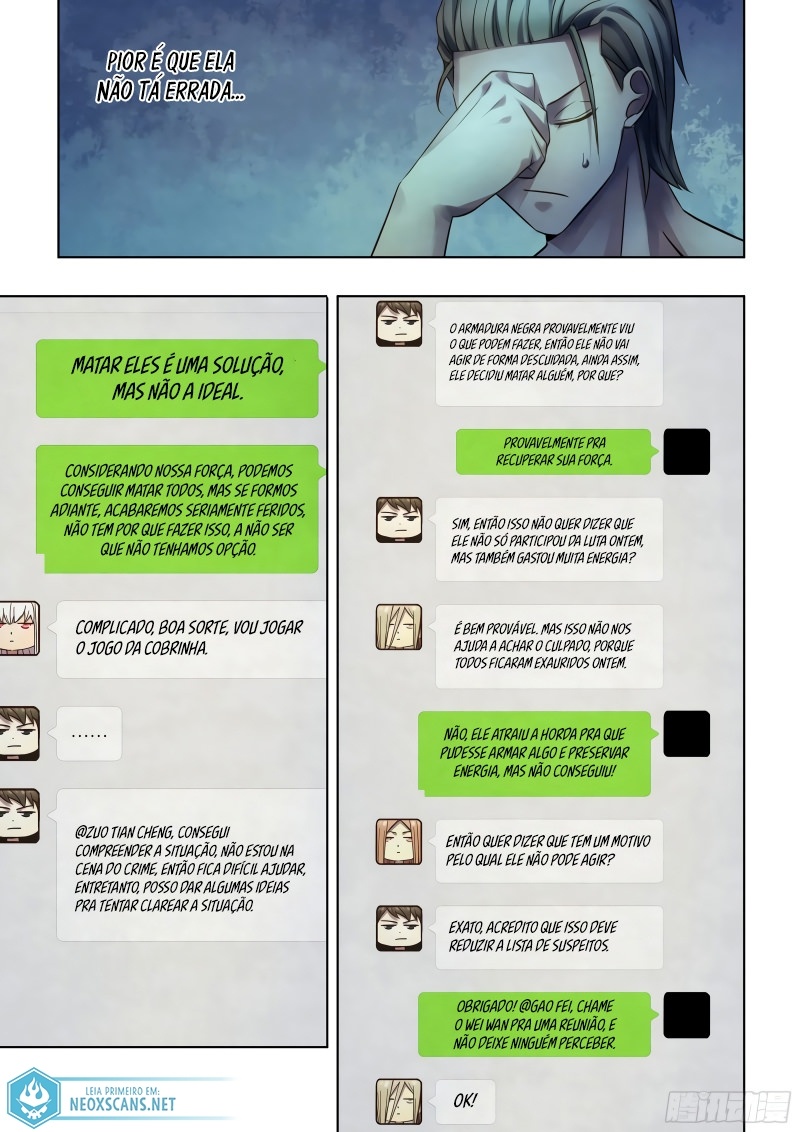 PIOR É QUE ELA
NÃO TÁ ERRADA...
MATAR ELES É UMA SOLUÇÃO,
MAS NÃO A IDEAL.
CONSIDERANDO NOSSA FORÇA, PODEMOS
CONSEGUIR MATAR TODOS, MAS SE FORMOS
ADIANTE, ACABAREMOS SERIAMENTE FERIDOS,
NÃO TEM POR QUE FAZER ISSO, A NÃO SER
QUE NÃO TENHAMOS OPÇÃO.
COMPLICADO, BOA SORTE, VOU JOGAR
O JOGO DA COBRINHA.
......
@ZUO TIAN CHENG, CONSEGUI
COMPREENDER A SITUAÇÃO, NÃO ESTOU NA
CENA DO CRIME, ENTÃO FICA DIFÍCIL AJUDAR,
ENTRETANTO, POSSO DAR ALGUMAS IDEIAS
PRA TENTAR CLAREAR A SITUAÇÃO.
O ARMADURA NEGRA PROVAVELMENTE VIU
O QUE PODEM FAZER, ENTÃO ELE NÃO VAI
AGIR DE FORMA DESCUIDADA, AINDA ASSIM,
ELE DECIDIU MATAR ALGUÉM, POR QUE?
PROVAVELMENTE PRA
RECUPERAR SUA FORÇA.
SIM, ENTÃO ISSO NÃO QUER DIZER QUE
ELE NÃO SÓ PARTICIPOU DA LUTA ONTEM,
MAS TAMBÉM GASTOU MUITA ENERGIA?
É BEM PROVÁVEL. MAS ISSO NÃO NOS
AJUDA A ACHAR O CULPADO, PORQUE
TODOS FICARAM EXAURIDOS ONTEM.
NÃO, ELE ATRAIU A HORDA PRA QUE
PUDESSE ARMAR ALGO E PRESERVAR
ENERGIA, MAS NÃO CONSEGUIU!
ENTÃO QUER DIZER QUE TEM UM MOTIVO
PELO QUAL ELE NÃO PODE AGIR?
EXATO, ACREDITO QUE ISSO DEVE
REDUZIR A LISTA DE SUSPEITOS.
OBRIGADO! @GAO FEI, CHAME
O WEI WAN PRA UMA REUNIÃO, E
NÃO DEIXE NINGUÉM PERCEBER.
OK!
LEIA PRIMEIRO EM:
NEOXSCANS.NET
腾讯动漫